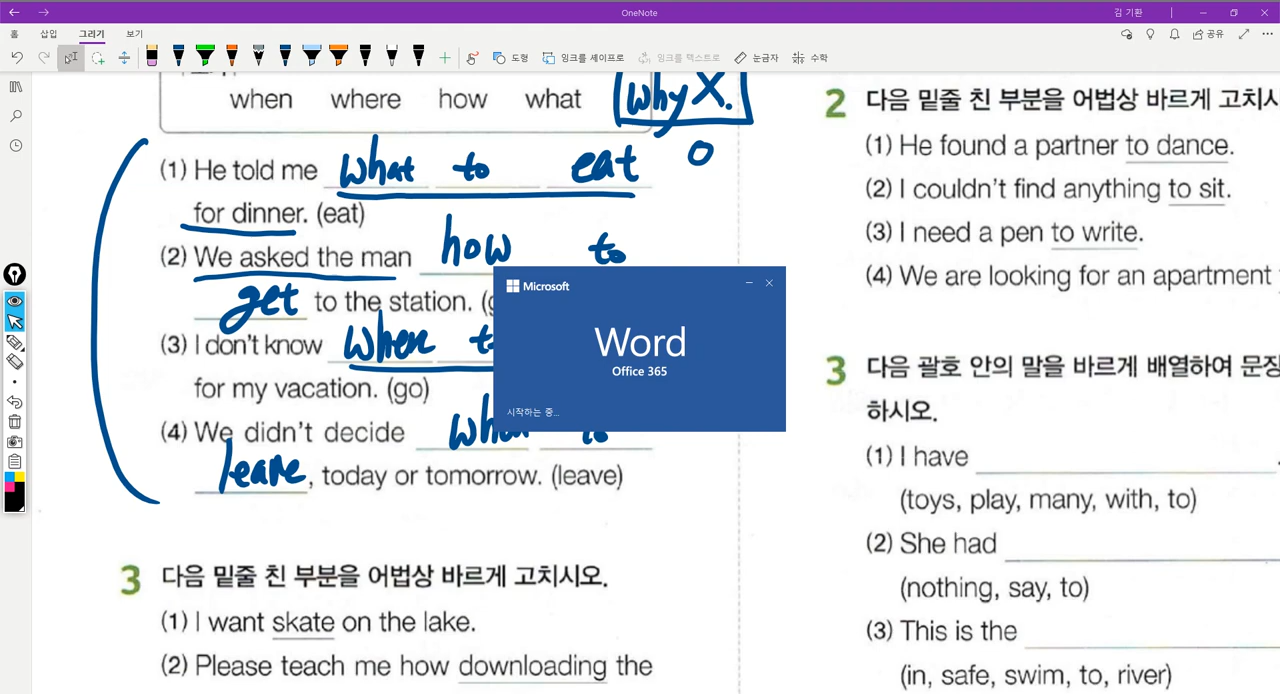 OneNote
김 기환
홈 삽입 그리기 보기
공유
도형 잉크를 셰이프로 잉크를 텍스트로 눈금자 수학
when where how what why X.
O
(1) He told me what to eat
for dinner. (eat)
(2) We asked the man how to
get to the station.
(3) I don't know where
for my vacation. (go)
(4) We didn't decide to
leave, today or tomorrow. (leave)
Microsoft
Word
Office 365
시작하는 중...
3 다음 밑줄 친 부분을 어법상 바르게 고치시오.
(1) I want skate on the lake.
(2) Please teach me how downloading the
2 다음 밑줄 친 부분을 어법상 바르게 고치시
(1) He found a partner to dance.
(2) I couldn't find anything to sit.
(3) I need a pen to write.
(4) We are looking for an apartment
3 다음 괄호 안의 말을 바르게 배열하여 문장
하시오.
(1) I have
(toys, play, many, with, to)
(2) She had
(nothing, say, to)
(3) This is the
(in, safe, swim, to, river)